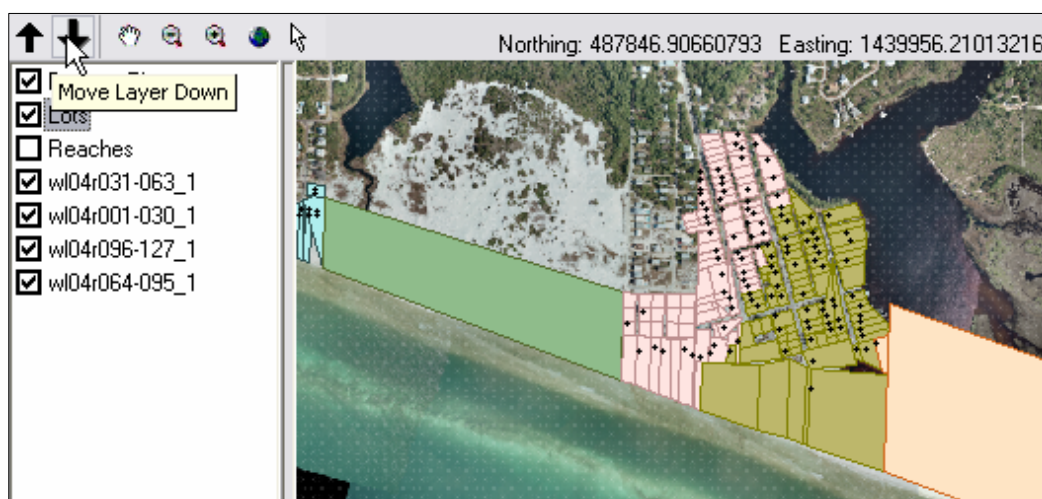 Northing: 487846.90660793 Easting: 1439956.21013216
Move Layer Down
Lots
Reaches
wl04r031-063_1
wl04r001-030_1
wl04r096-127_1
wl04r064-095_1